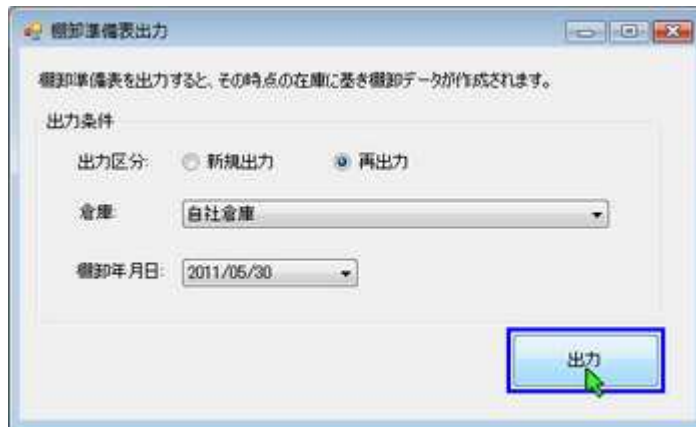 棚卸準備表出力
棚卸準備表を出力すると、その時点の在庫に基き棚卸データが作成されます。
出力条件
出力区分: 新規出力 再出力
倉庫: 自社倉庫
棚卸年月日: 2011/05/30
出力